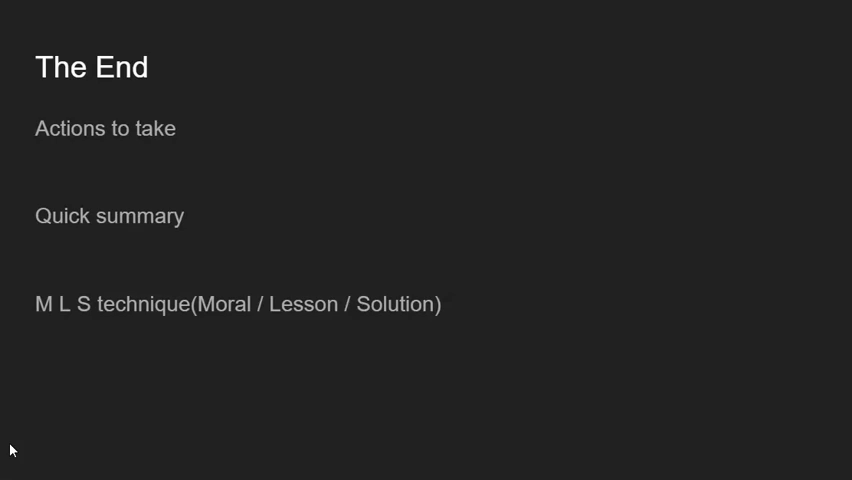 The End
Actions to take
Quick summary
M L S technique(Moral / Lesson / Solution)